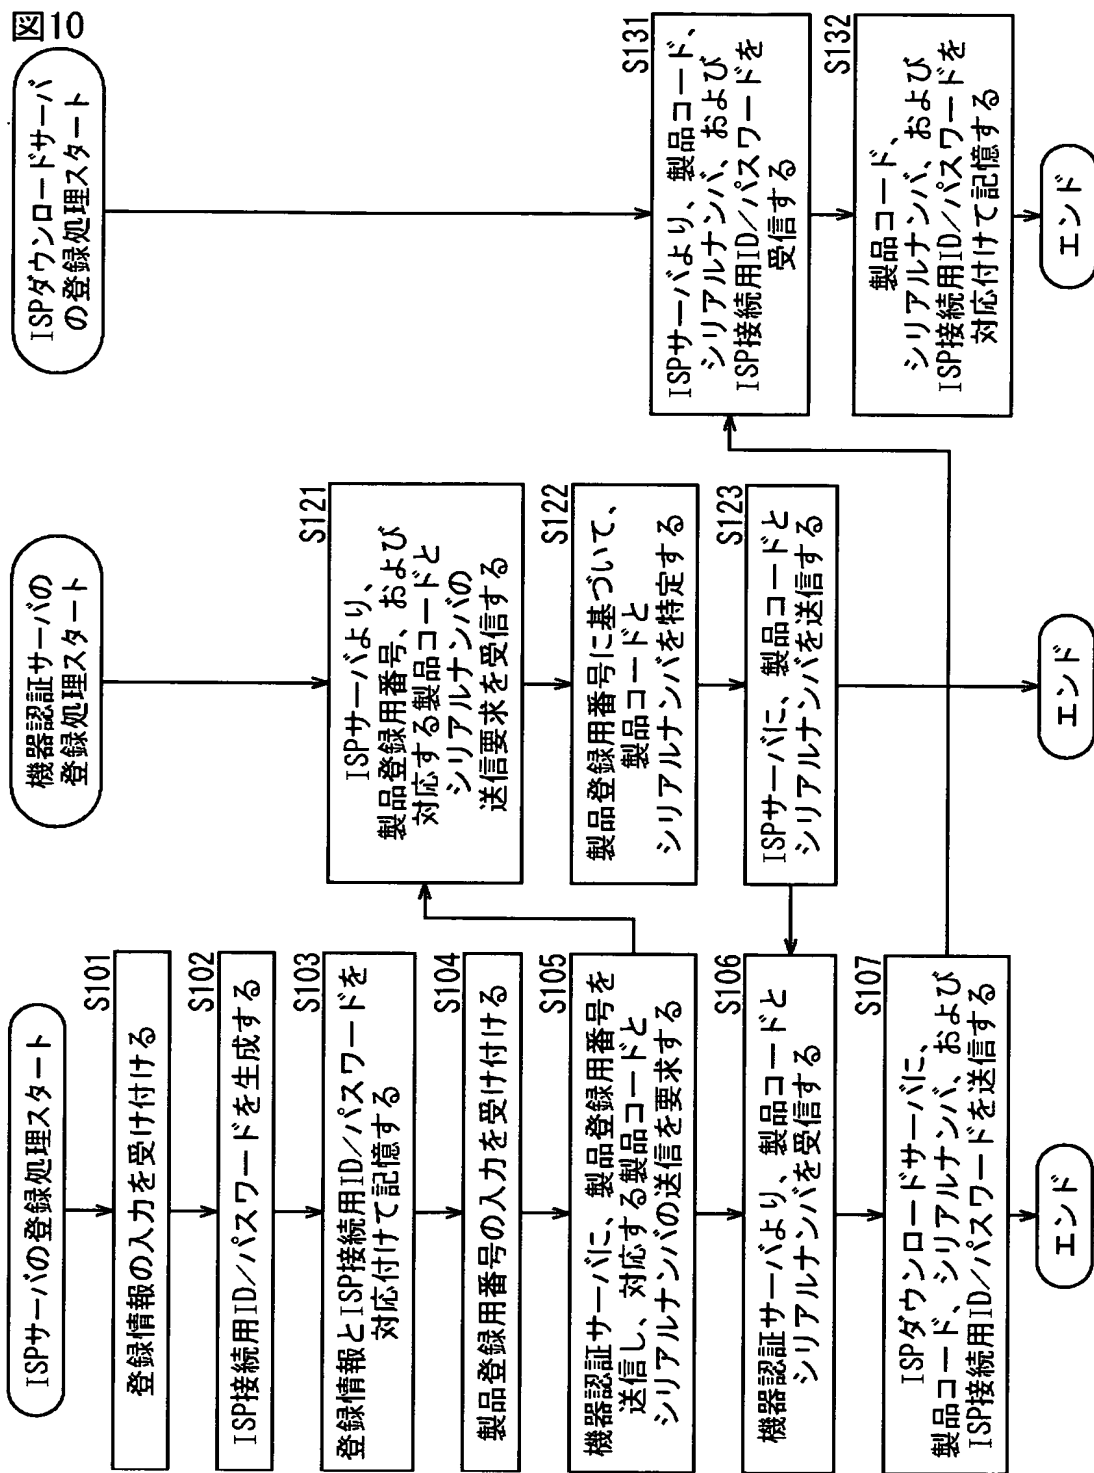 図10
ISPサーバの登録処理スタート
S101
登録情報の入力を受け付ける
S102
ISP接続用ID/パスワードを生成する
S103
登録情報とISP接続用ID/パスワードを
対応付けて記憶する
S104
製品登録用番号の入力を受け付ける
S105
機器認証サーバに、製品登録用番号を
送信し、対応する製品コードと
シリアルナンバの送信を要求する
S106
機器認証サーバより、製品コードと
シリアルナンバを受信する
S107
ISPダウンロードサーバに、
製品コード、シリアルナンバ、および
ISP接続用ID/パスワードを送信する
エンド
機器認証サーバの
登録処理スタート
S121
ISPサーバより、
製品登録用番号、および
対応する製品コードと
シリアルナンバの
送信要求を受信する
S122
製品登録用番号に基づいて、
製品コードと
シリアルナンバを特定する
S123
ISPサーバに、製品コードと
シリアルナンバを送信する
エンド
ISPダウンロードサーバ
の登録処理スタート
S131
ISPサーバより、製品コード、
シリアルナンバ、および
ISP接続用ID/パスワードを
受信する
S132
製品コード、
シリアルナンバ、および
ISP接続用ID/パスワードを
対応付けて記憶する
エンド